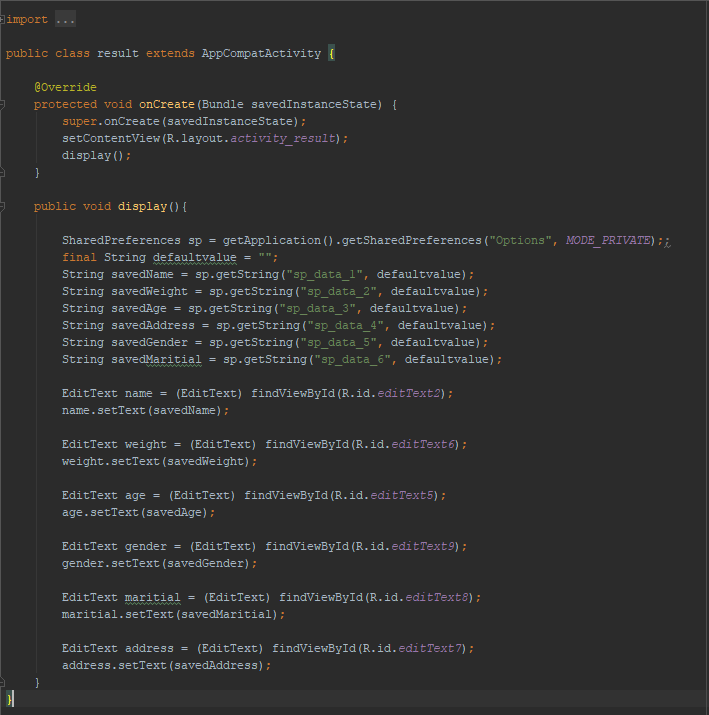 import ...
public class result extends AppCompatActivity {
@Override
protected void onCreate(Bundle savedInstanceState) {
super.onCreate(savedInstanceState);
setContentView(R.layout.activity_result);
display();
}
public void display(){
SharedPreferences sp = getApplication().getSharedPreferences("Options", MODE_PRIVATE);;
final String defaultvalue = "";
String savedName = sp.getString("sp_data_1", defaultvalue);
String savedWeight = sp.getString("sp_data_2", defaultvalue);
String savedAge = sp.getString("sp_data_3", defaultvalue);
String savedAddress = sp.getString("sp_data_4", defaultvalue);
String savedGender = sp.getString("sp_data_5", defaultvalue);
String savedMaritial = sp.getString("sp_data_6", defaultvalue);
EditText name = (EditText) findViewById(R.id.editText2);
name.setText(savedName);
EditText weight = (EditText) findViewById(R.id.editText6);
weight.setText(savedWeight);
EditText age = (EditText) findViewById(R.id.editText5);
age.setText(savedAge);
EditText gender = (EditText) findViewById(R.id.editText9);
gender.setText(savedGender);
EditText maritial = (EditText) findViewById(R.id.editText8);
maritial.setText(savedMaritial);
EditText address = (EditText) findViewById(R.id.editText7);
address.setText(savedAddress);
}
}